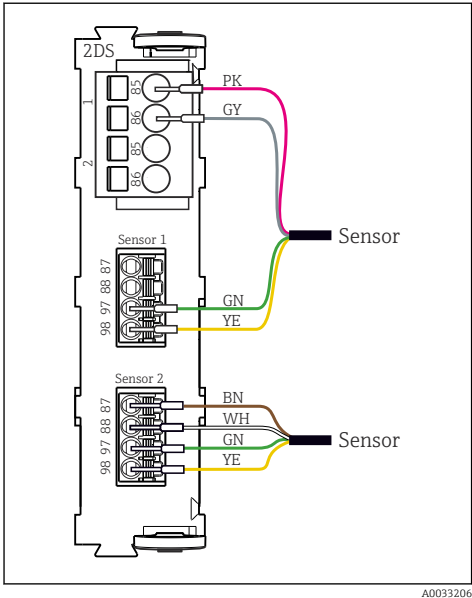 2DS
PK
1
85
86
GY
2
85
86
Sensor
Sensor 1
87
88
97
GN
98
YE
Sensor 2
87
BN
88
WH
97
GN
Sensor
98
YE
A0033206